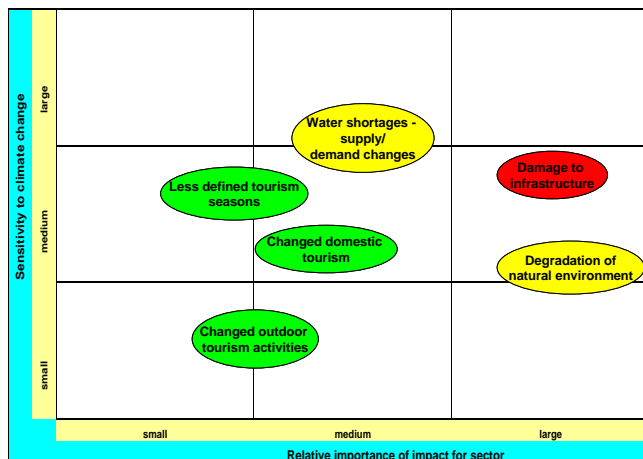 Sensitivity to climate change
large
medium
small
Water shortages -
supply/
demand changes
Damage to
infrastructure
Less defined tourism
seasons
Changed domestic
tourism
Degradation of
natural environment
Changed outdoor
tourism activities
small
medium
large
Relative importance of impact for sector